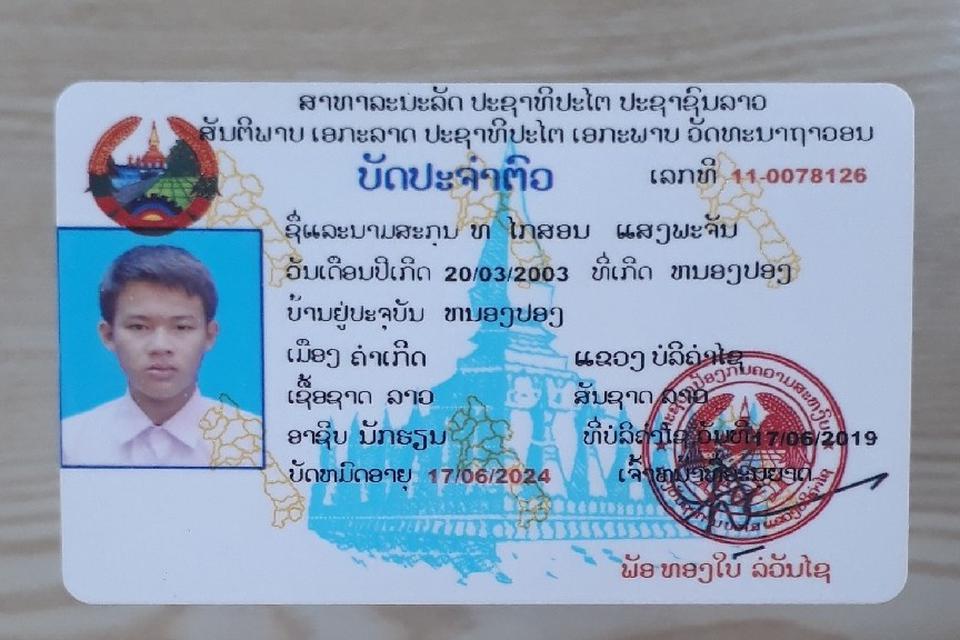 ສາທາລະນະລັດ ປະຊາທິປະໄຕ ປະຊາຊົນລາວ
ສັນຕິພາບ ເອກະລາດ ປະຊາທິປະໄຕ ເອກະພາບ ວັດທະນາຖາວອນ
ບັດປະຈຳຕົວ ເລກທີ 11-0078126
ຊື່ແລະນາມສະກຸນ ທ ໄກສອນ ແສງພະຈັນ
ວັນເດືອນປີເກີດ 20/03/2003 ທີ່ເກີດ ຫນອງປອງ
ບ້ານຢູ່ປະຈຸບັນ ຫນອງປອງ
ເມືອງ ຄຳເກີດ ແຂວງ ບໍລິຄຳໄຊ
ເຊື້ອຊາດ ລາວ ສັນຊາດ ລາວ
ອາຊີບ ນັກຮຽນ ທີ່ບໍລິຄຳໄຊ ວັນທີ 17/06/2019
ບັດຫມົດອາຍຸ 17/06/2024 ເຈົ້າຫນ້າທີ່ອະນຸຍາດ
ພັອ ທອງໃບ ລໍວັນໄຊ